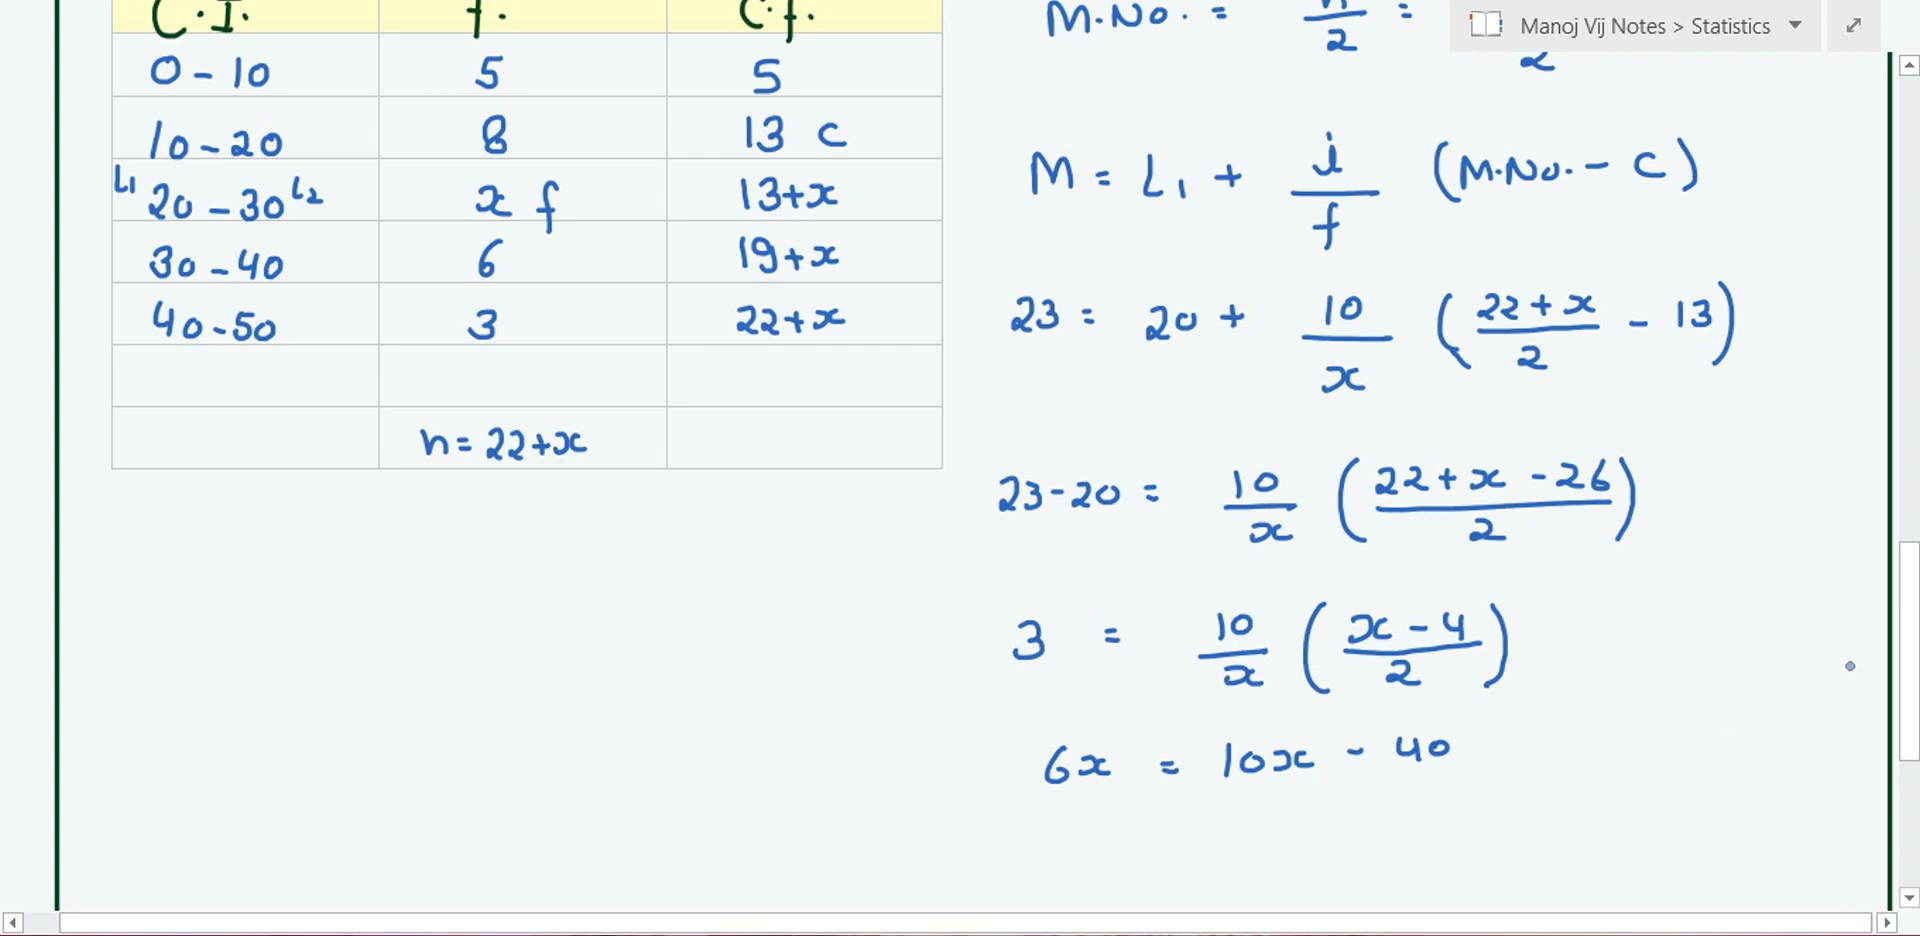 C.I. f. C.f.
0 - 10 5 5
10 - 20 8 13 C
L₁ 20 - 30 L₂ x f 13+x
30 - 40 6 19+x
40 - 50 3 22+x
n = 22+x
M.No. = n/2 =
2
Manoj Vij Notes > Statistics
M = L₁ + i/f (M.No. - C)
23 = 20 + 10/x ((22+x)/2 - 13)
23-20 = 10/x ((22+x-26)/2)
3 = 10/x ((x-4)/2)
6x = 10x - 40